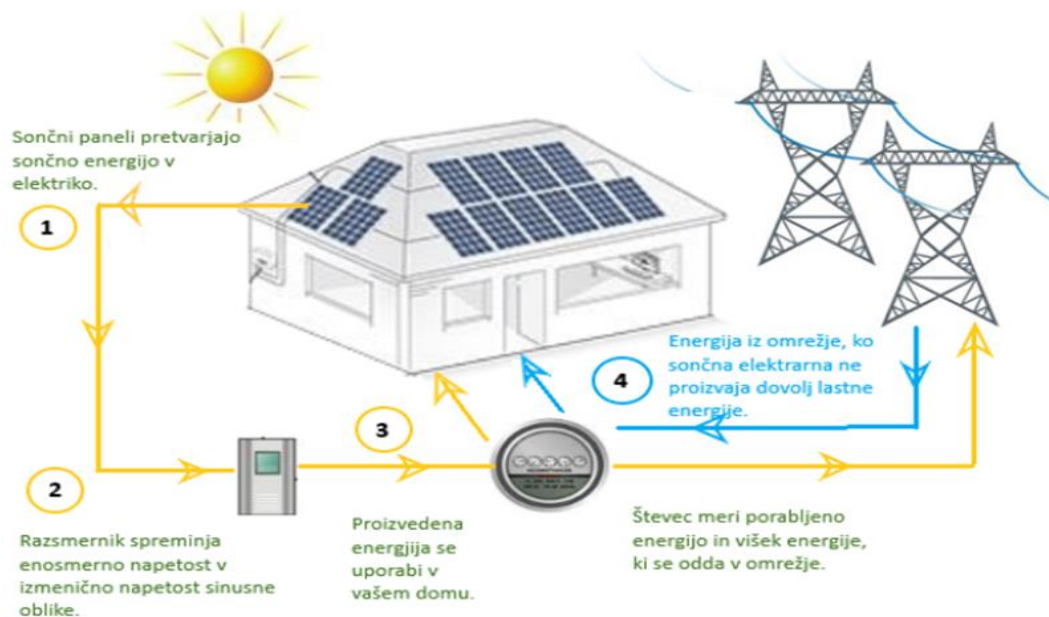 Sončni paneli pretvarjajo
sončno energijo v
elektriko.
1
2
Razsmernik spreminja
enosmerno napetost v
izmenično napetost sinusne
oblike.
3
Proizvedena
energjija se
uporabi v
vašem domu.
4
Energija iz omrežje, ko
sončna elektrarna ne
proizvaja dovolj lastne
energije.
Števec meri porabljeno
energijo in višek energije,
ki se odda v omrežje.